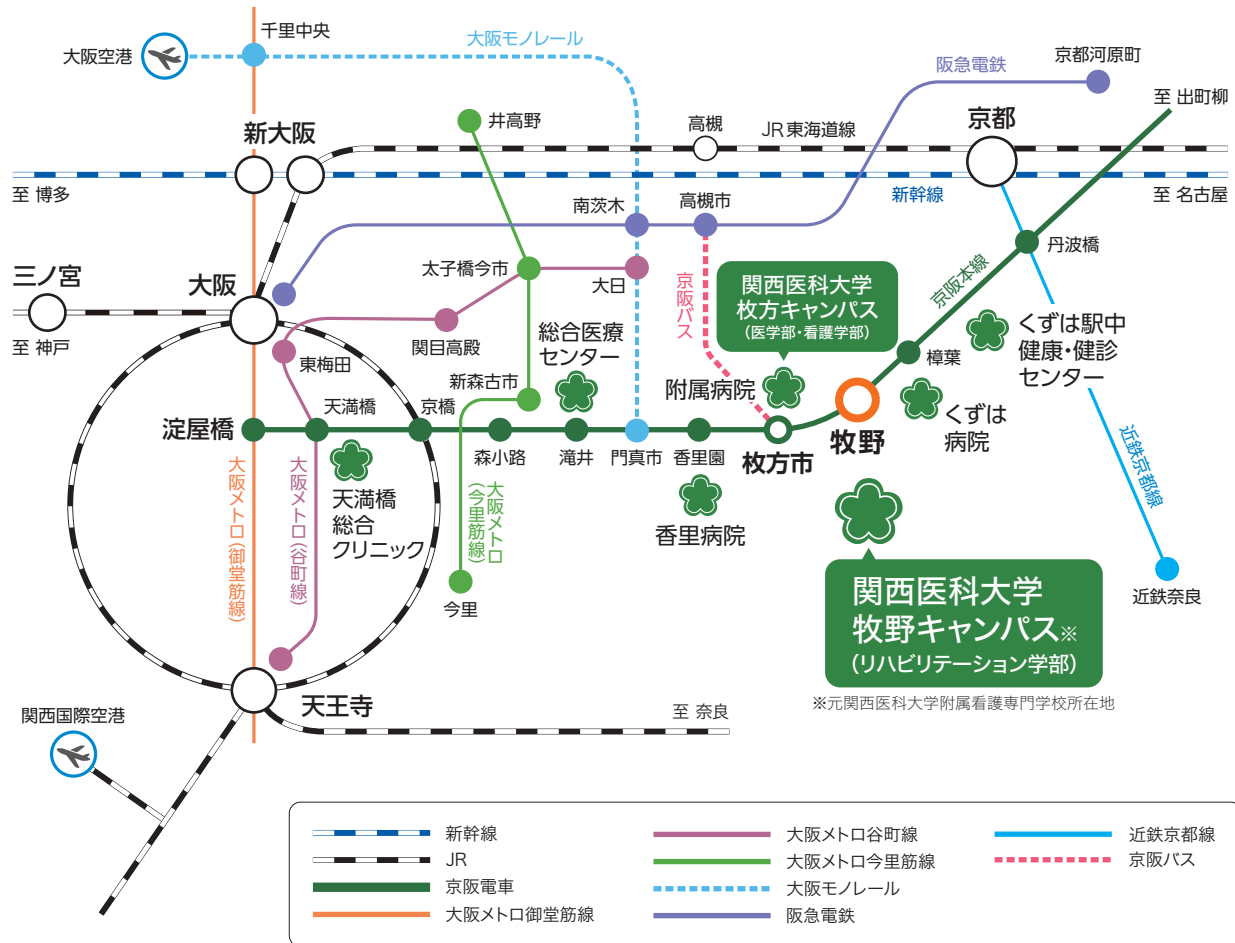 千里中央
大阪モノレール
大阪空港
京都河原町
阪急電鉄
至 出町柳
井高野
新大阪
高槻
JR東海道線
京都
至 博多
新幹線
至 名古屋
南茨木
高槻市
丹波橋
三ノ宮
大阪
太子橋今市
大日
京阪バス
京阪本線
関西医科大学
枚方キャンパス
(医学部・看護学部)
至 神戸
東梅田
関目高殿
総合医療
センター
くずは駅中
健康・健診
センター
樟葉
新森古市
附属病院
淀屋橋
天満橋
京橋
くずは
病院
森小路
滝井
門真市
香里園
枚方市
牧野
大阪メトロ(御堂筋線)
大阪メトロ(谷町線)
天満橋
総合
クリニック
大阪メトロ
(今里筋線)
香里病院
近鉄京都線
今里
近鉄奈良
関西医科大学
牧野キャンパス※
(リハビリテーション学部)
※元関西医科大学附属看護専門学校所在地
天王寺
至 奈良
関西国際空港
新幹線
JR
京阪電車
大阪メトロ御堂筋線
大阪メトロ谷町線
大阪メトロ今里筋線
大阪モノレール
阪急電鉄
近鉄京都線
京阪バス